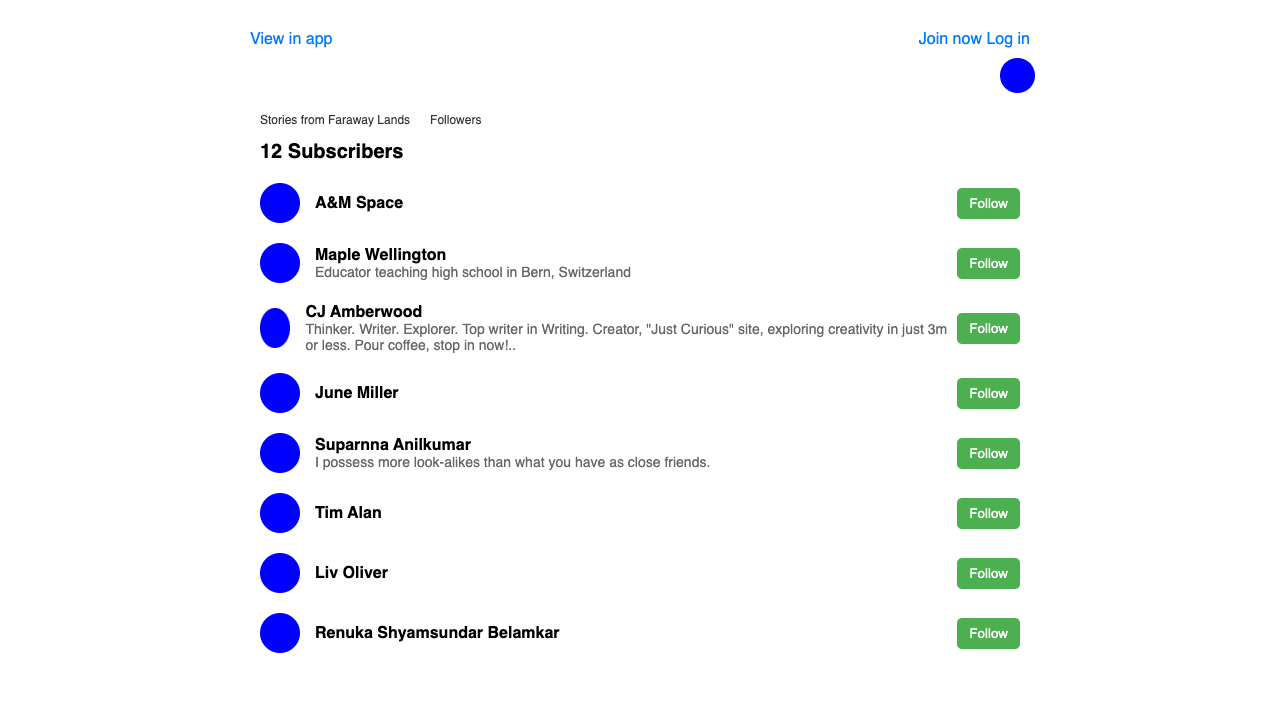 View in app
Join now Log in
Stories from Faraway Lands
Followers
12 Subscribers
A&M Space
Follow
Maple Wellington
Educator teaching high school in Bern, Switzerland
Follow
CJ Amberwood
Thinker. Writer. Explorer. Top writer in Writing. Creator, "Just Curious" site, exploring creativity in just 3m
or less. Pour coffee, stop in now!..
Follow
June Miller
Follow
Suparnna Anilkumar
I possess more look-alikes than what you have as close friends.
Follow
Tim Alan
Follow
Liv Oliver
Follow
Renuka Shyamsundar Belamkar
Follow